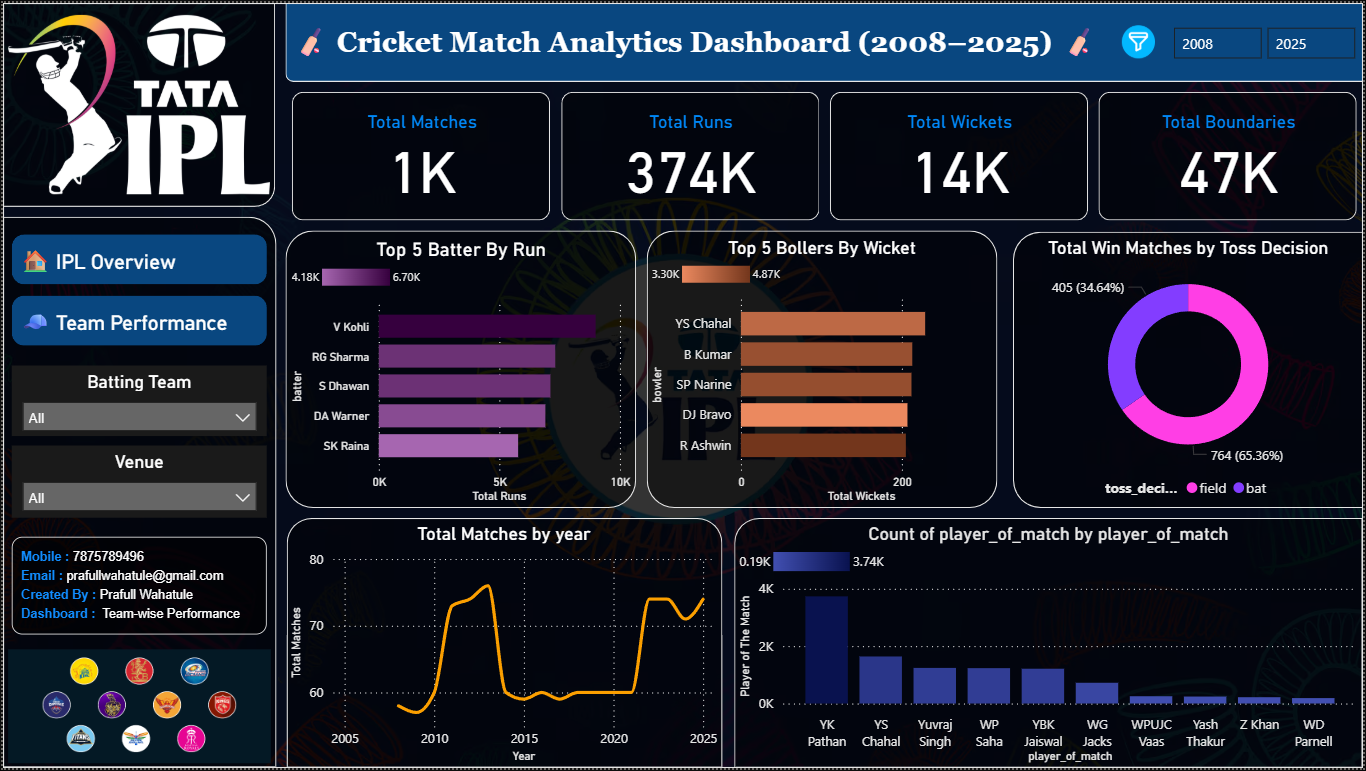 TATA
IPL
Cricket Match Analytics Dashboard (2008–2025)
2008
2025
Total Matches
1K
Total Runs
374K
Total Wickets
14K
Total Boundaries
47K
IPL Overview
Team Performance
Batting Team
All
Venue
All
Mobile : 7875789496
Email : prafullwahatule@gmail.com
Created By : Prafull Wahatule
Dashboard : Team-wise Performance
Top 5 Batter By Run
4.18K
6.70K
batter
V Kohli
RG Sharma
S Dhawan
DA Warner
SK Raina
0K
5K
10K
Total Runs
Top 5 Bollers By Wicket
3.30K
4.87K
bowler
YS Chahal
B Kumar
SP Narine
DJ Bravo
R Ashwin
0
200
Total Wickets
Total Win Matches by Toss Decision
405 (34.64%)
764 (65.36%)
toss_deci...
field
bat
Total Matches by year
Total Matches
80
70
60
2005
2010
2015
2020
2025
Year
Count of player_of_match by player_of_match
0.19K
3.74K
Player of The Match
4K
2K
0K
YK
Pathan
YS
Chahal
Yuvraj
Singh
WP
Saha
YBK
Jaiswal
WG
Jacks
WPUJC
Vaas
Yash
Thakur
Z Khan
WD
Parnell
player_of_match